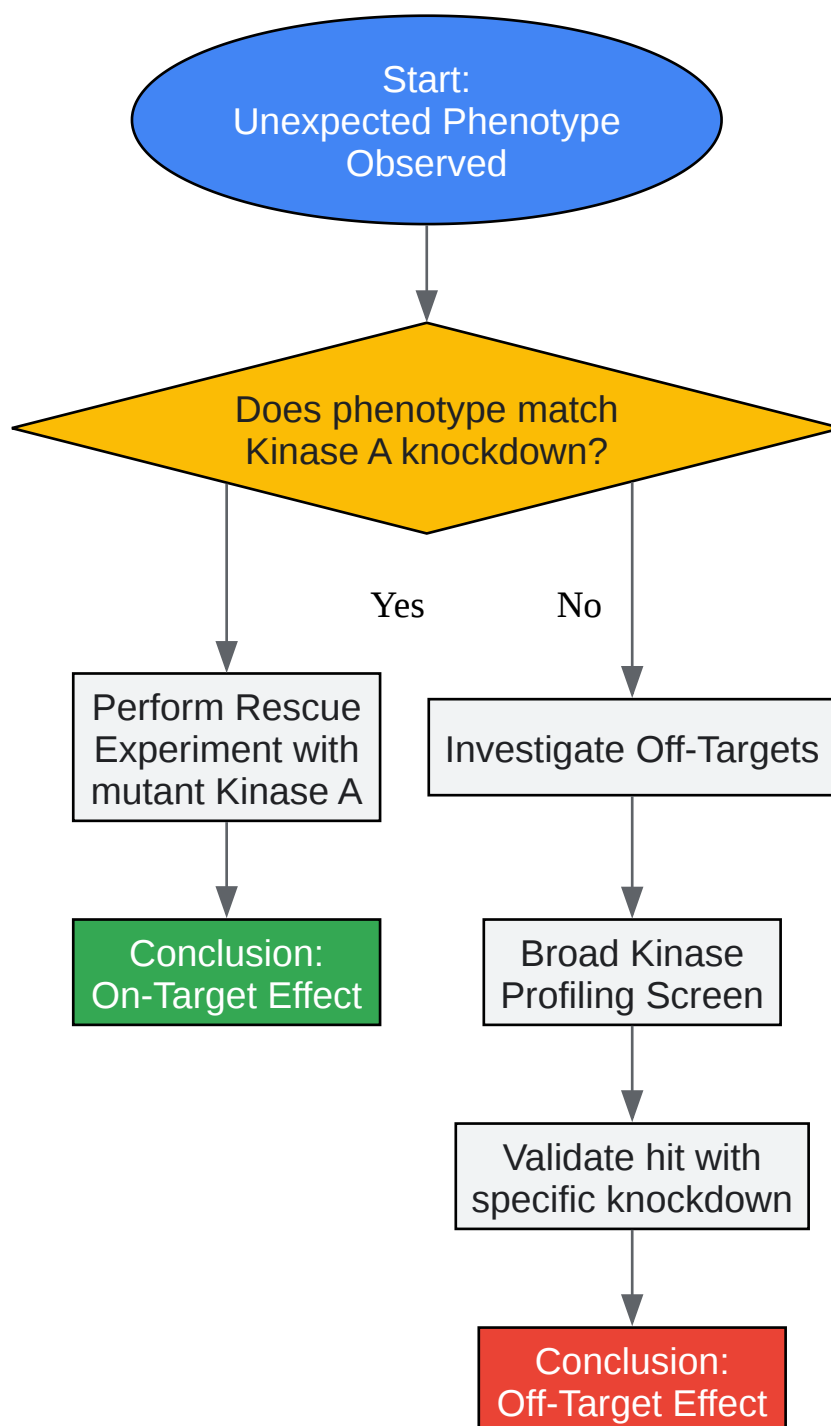 Start:
Unexpected Phenotype
Observed
Does phenotype match
Kinase A knockdown?
Yes
No
Perform Rescue
Experiment with
mutant Kinase A
Investigate Off-Targets
Conclusion:
On-Target Effect
Broad Kinase
Profiling Screen
Validate hit with
specific knockdown
Conclusion:
Off-Target Effect